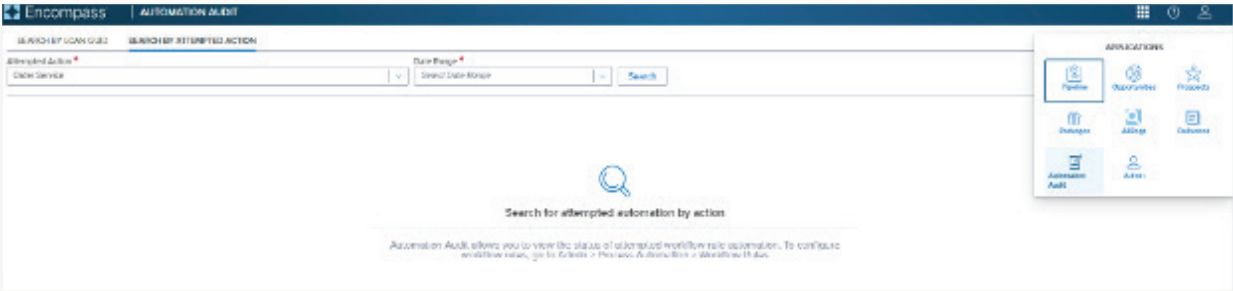 Encompass AUTOMATION AUDIT
SEARCH BY LOAN GUID SEARCH BY ATTEMPTED ACTION
Attempted Action * Date Range *
Order Service Select Date Range Search
APPLICATIONS
Pipeline Opportunities Prospects
Automation Audit Admin
Search for attempted automation by action
Automation Audit allows you to view the status of attempted workflow rule automation. To configure
workflow rules, go to Admin > Process Automation > Workflow Rules